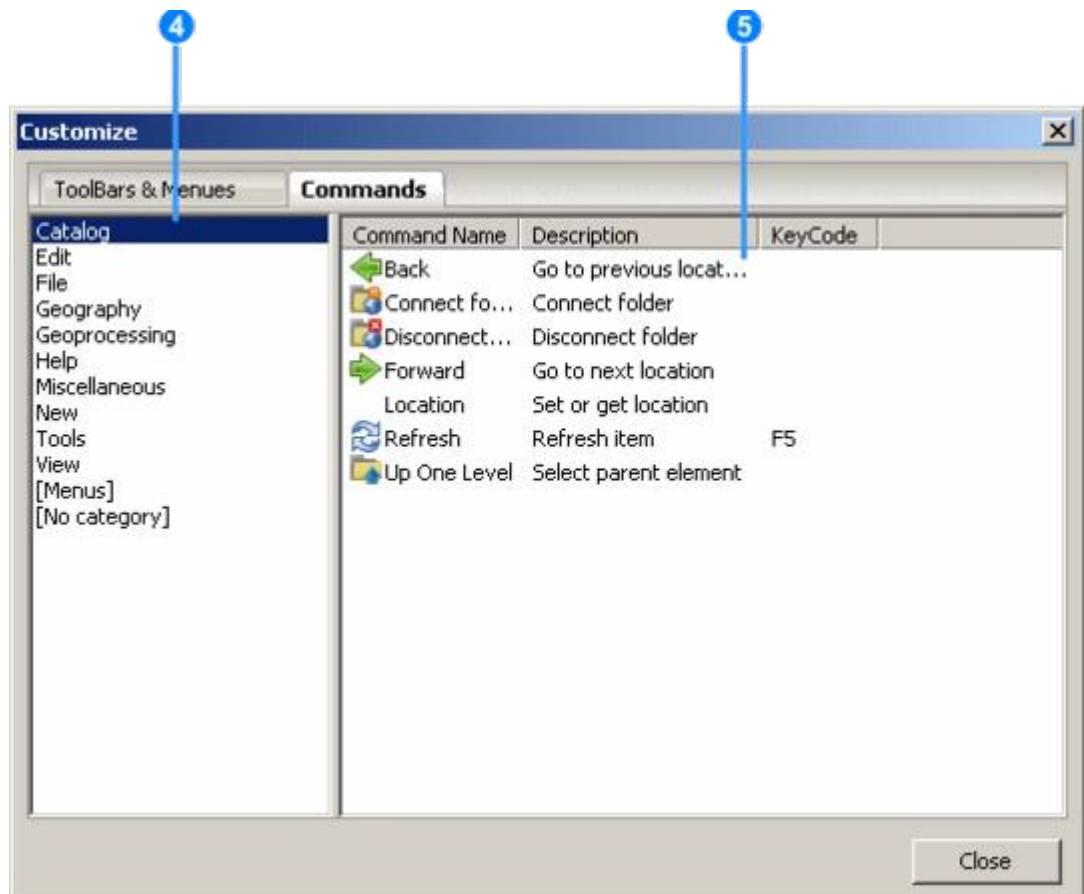 4 5
Customize
ToolBars & Menues Commands
Catalog
Edit
File
Geography
Geoprocessing
Help
Miscellaneous
New
Tools
View
[Menus]
[No category]
Command Name Description KeyCode
Back Go to previous locat...
Connect fo... Connect folder
Disconnect... Disconnect folder
Forward Go to next location
Location Set or get location
Refresh Refresh item F5
Up One Level Select parent element
Close